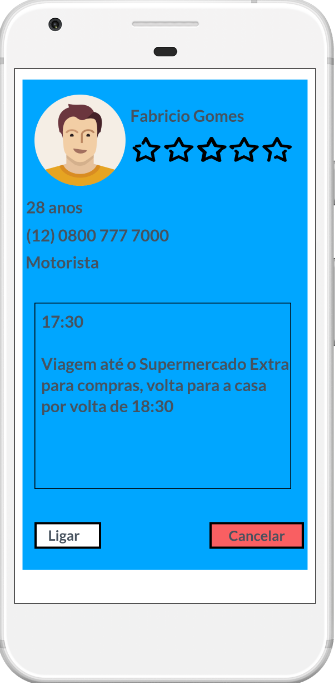 Fabricio Gomes
28 anos
(12) 0800 777 7000
Motorista
17:30
Viagem até o Supermercado Extra
para compras, volta para a casa
por volta de 18:30
Ligar
Cancelar